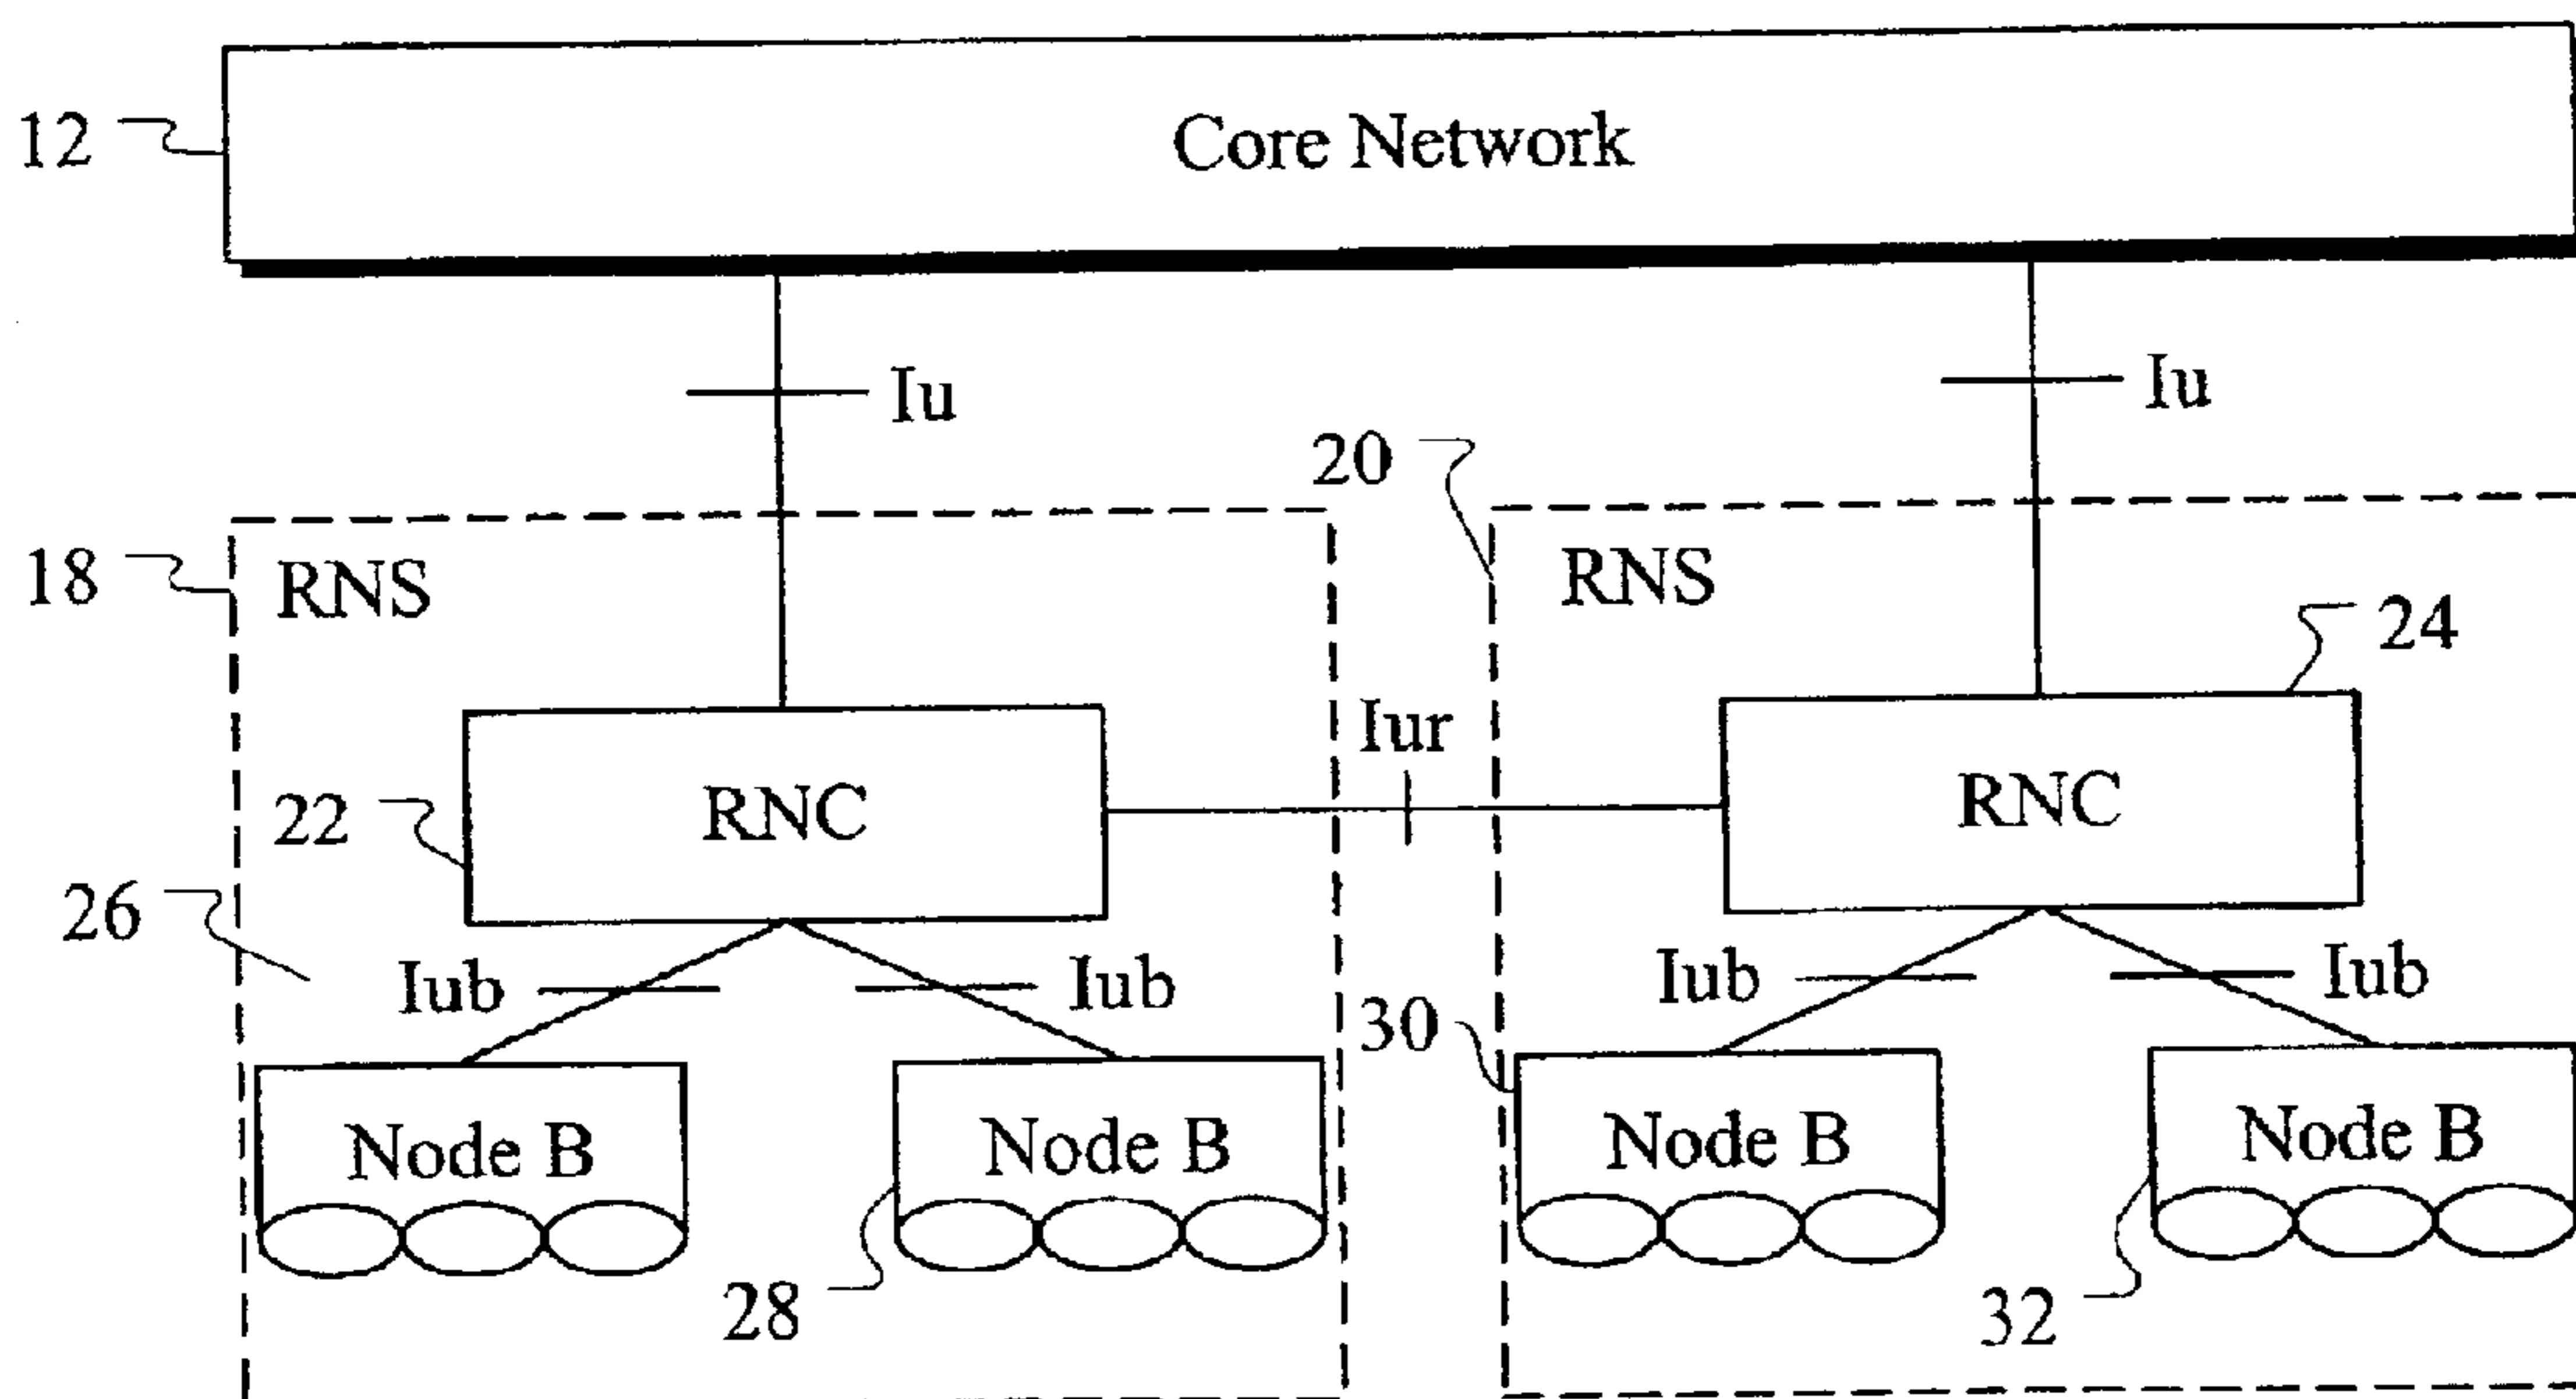 12
Core Network
Iu
Iu
20
18
RNS
RNS
24
Iur
22
RNC
RNC
26
Iub
Iub
Iub
Iub
30
Node B
Node B
Node B
Node B
28
32